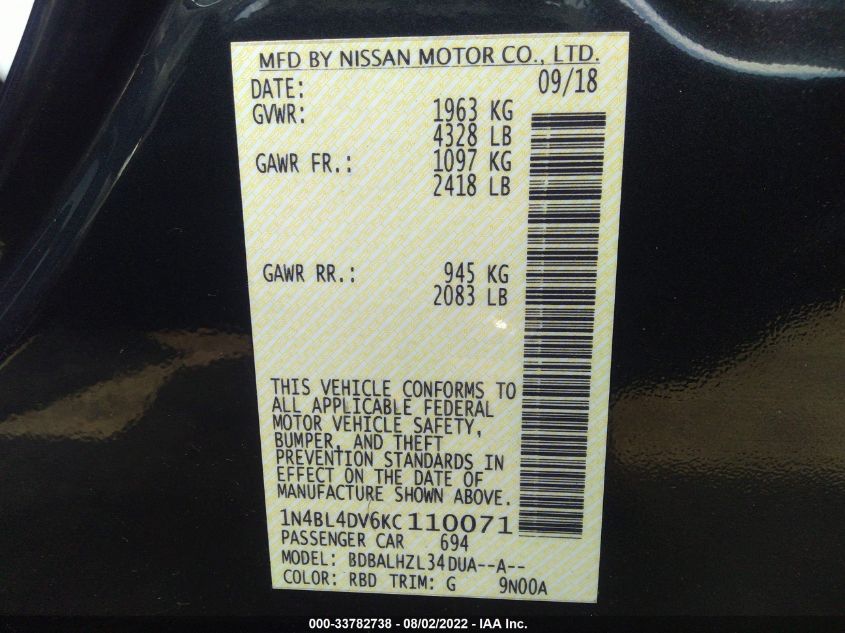 MFD BY NISSAN MOTOR CO., LTD.
DATE: 09/18
GVWR: 1963 KG
4328 LB
GAWR FR.: 1097 KG
2418 LB
GAWR RR.: 945 KG
2083 LB
THIS VEHICLE CONFORMS TO
ALL APPLICABLE FEDERAL
MOTOR VEHICLE SAFETY,
BUMPER, AND THEFT
PREVENTION STANDARDS IN
EFFECT ON THE DATE OF
MANUFACTURE SHOWN ABOVE.
1N4BL4DV6KC110071
PASSENGER CAR 694
MODEL: BDBALHZL34DUA--A--
COLOR: RBD TRIM: G 9N00A
000-33782738 - 08/02/2022 - IAA Inc.